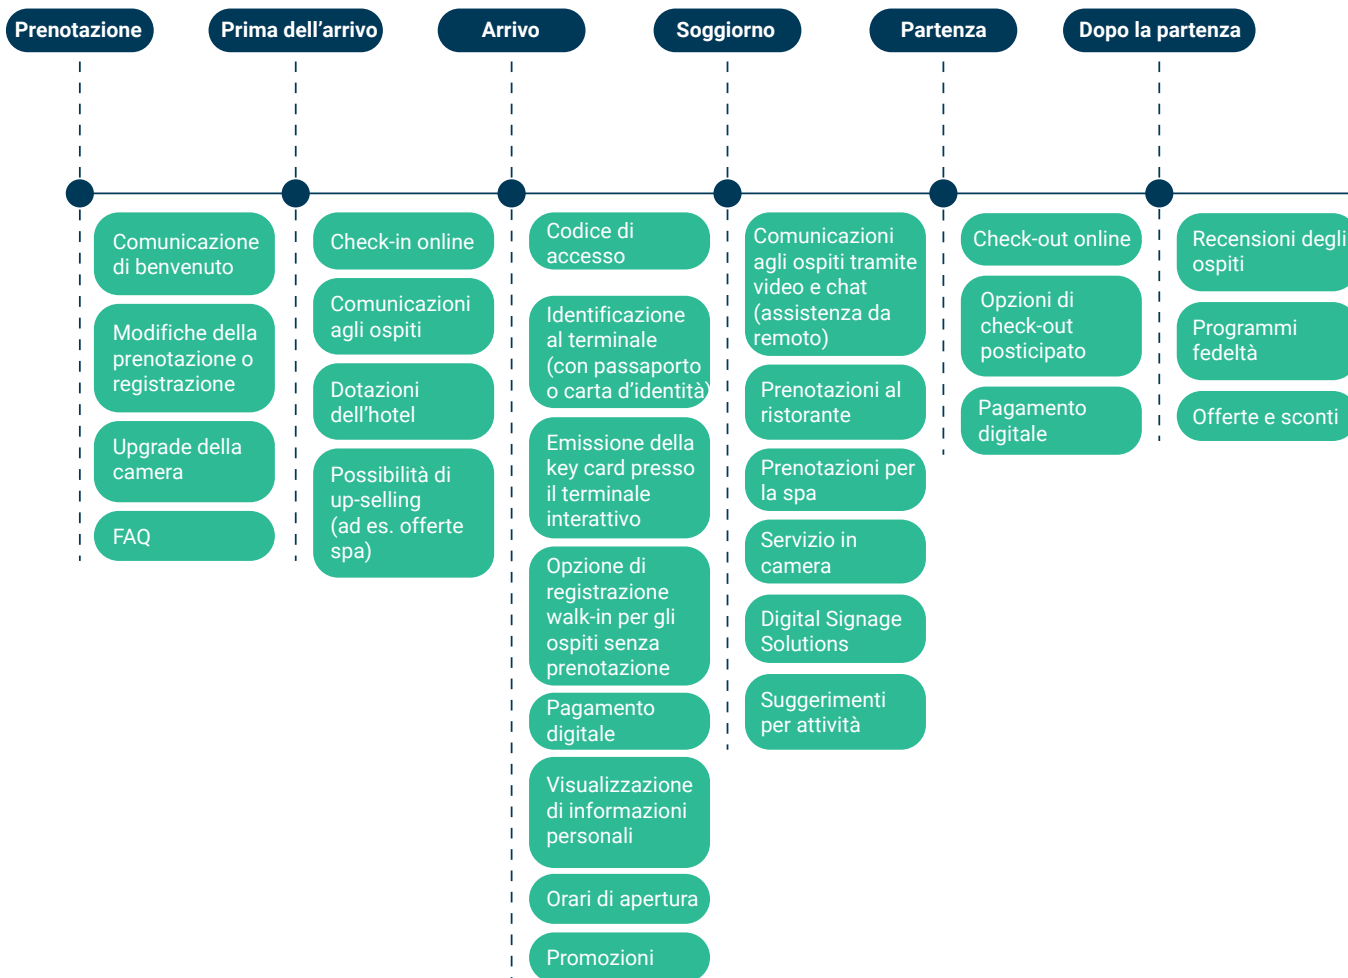 Prenotazione
Prima dell'arrivo
Arrivo
Soggiorno
Partenza
Dopo la partenza
Comunicazione
di benvenuto
Modifiche della
prenotazione o
registrazione
Upgrade della
camera
FAQ
Check-in online
Comunicazioni
agli ospiti
Dotazioni
dell'hotel
Possibilità di
up-selling
(ad es. offerte
spa)
Codice di
accesso
Identificazione
al terminale
(con passaporto
o carta d'identità)
Emissione della
key card presso
il terminale
interattivo
Opzione di
registrazione
walk-in per gli
ospiti senza
prenotazione
Pagamento
digitale
Visualizzazione
di informazioni
personali
Orari di apertura
Promozioni
Comunicazioni
agli ospiti tramite
video e chat
(assistenza da
remoto)
Prenotazioni al
ristorante
Prenotazioni per
la spa
Servizio in
camera
Digital Signage
Solutions
Suggerimenti
per attività
Check-out online
Opzioni di
check-out
posticipato
Pagamento
digitale
Recensioni degli
ospiti
Programmi
fedeltà
Offerte e sconti